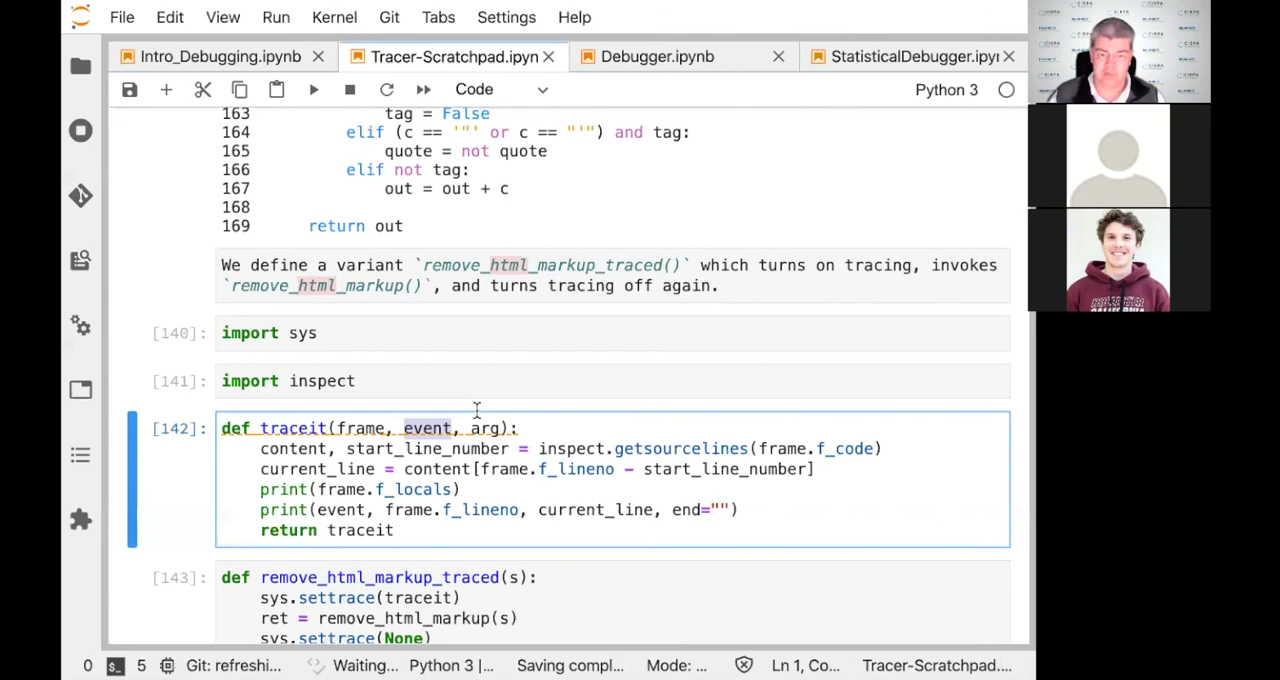 File Edit View Run Kernel Git Tabs Settings Help
Intro_Debugging.ipynb Tracer-Scratchpad.ipyn Debugger.ipynb StatisticalDebugger.ipyn
Code Python 3
163 tag = False
164 elif (c == '"' or c == "'") and tag:
165 quote = not quote
166 elif not tag:
167 out = out + c
168
169 return out
We define a variant `remove_html_markup_traced()` which turns on tracing, invokes
`remove_html_markup()`, and turns tracing off again.
[140]: import sys
[141]: import inspect
[142]: def traceit(frame, event, arg):
content, start_line_number = inspect.getsourcelines(frame.f_code)
current_line = content[frame.f_lineno - start_line_number]
print(frame.f_locals)
print(event, frame.f_lineno, current_line, end="")
return traceit
[143]: def remove_html_markup_traced(s):
sys.settrace(traceit)
ret = remove_html_markup(s)
sys.settrace(None)
0 5 Git: refreshi... Waiting... Python 3 |... Saving compl... Mode: ... Ln 1, Co... Tracer-Scratchpad....